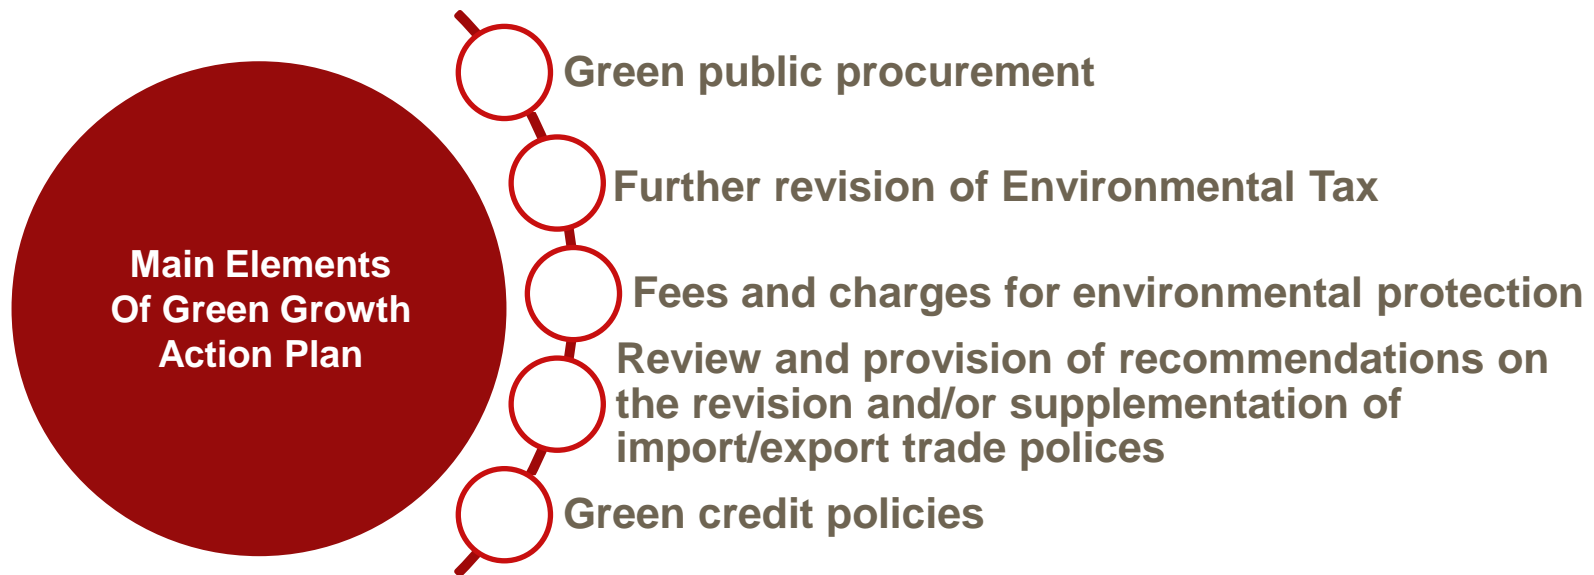 Main Elements
Of Green Growth
Action Plan
Green public procurement
Further revision of Environmental Tax
Fees and charges for environmental protection
Review and provision of recommendations on
the revision and/or supplementation of
import/export trade polices
Green credit policies